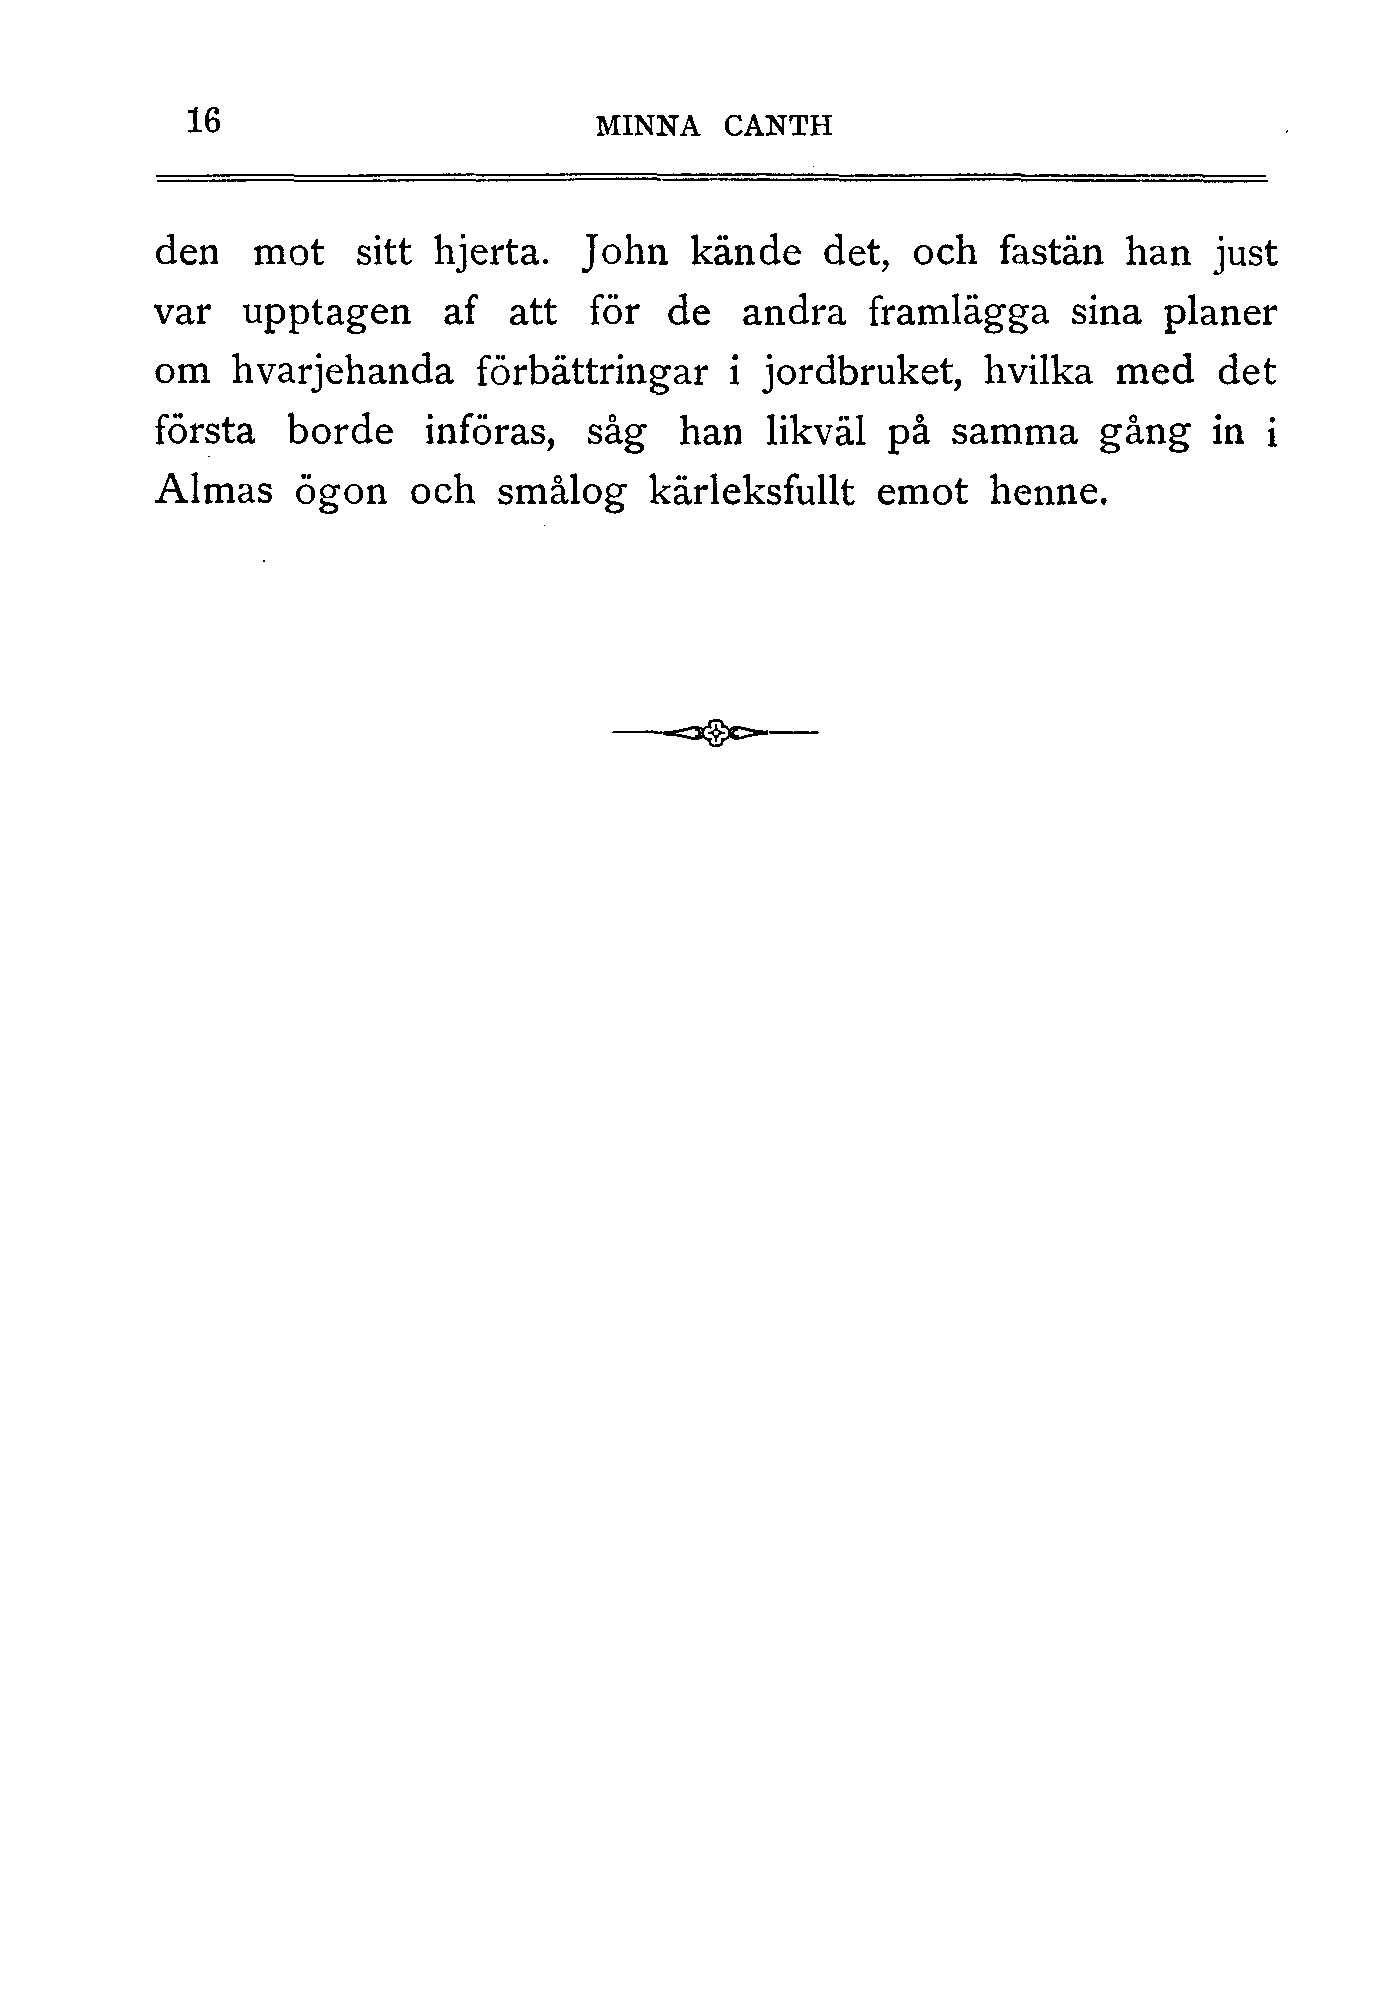 16 MINNA CANTH
den mot sitt hjerta. John kände det, och fastän han just
var upptagen af att för de andra framlägga sina planer
om hvarjehanda förbättringar i jordbruket, hvilka med det
första borde införas, såg han likväl på samma gång in i
Almas ögon och smålog kärleksfullt emot henne.